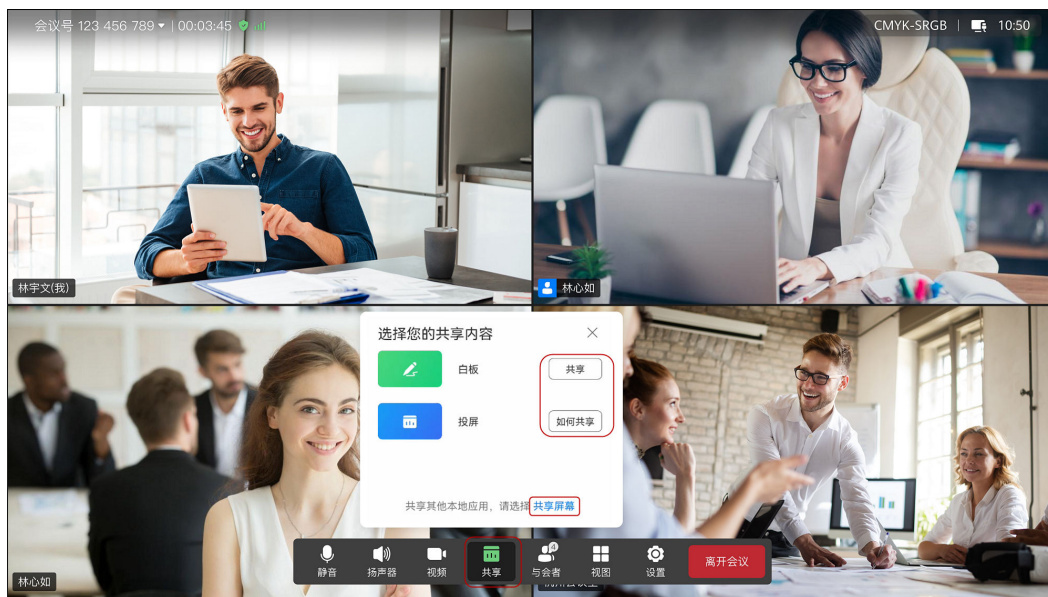 会议号 123 456 789 | 00:03:45
CMYK-SRGB | 10:50
林宇文(我)
林心如
选择您的共享内容
白板
共享
投屏
如何共享
共享其他本地应用，请选择 共享屏幕
林心如
4
静音
扬声器
视频
共享
与会者
视图
设置
离开会议